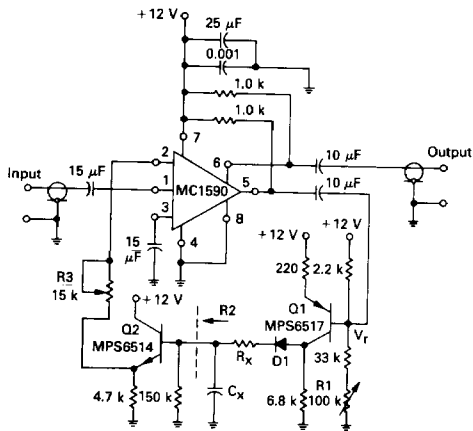 +12 V
25 μF
0.001
1.0 k
1.0 k
7
2
6
10 μF
Output
Input
15 μF
1
MC1590
5
10 μF
3
8
4
15 μF
+12 V
+12 V
R3
15 k
+12 V
R2
220
2.2 k
Q1
MPS6517
Q2
MPS6514
Vr
Rx
D1
33 k
R1
100 k
4.7 k
150 k
Cx
6.8 k